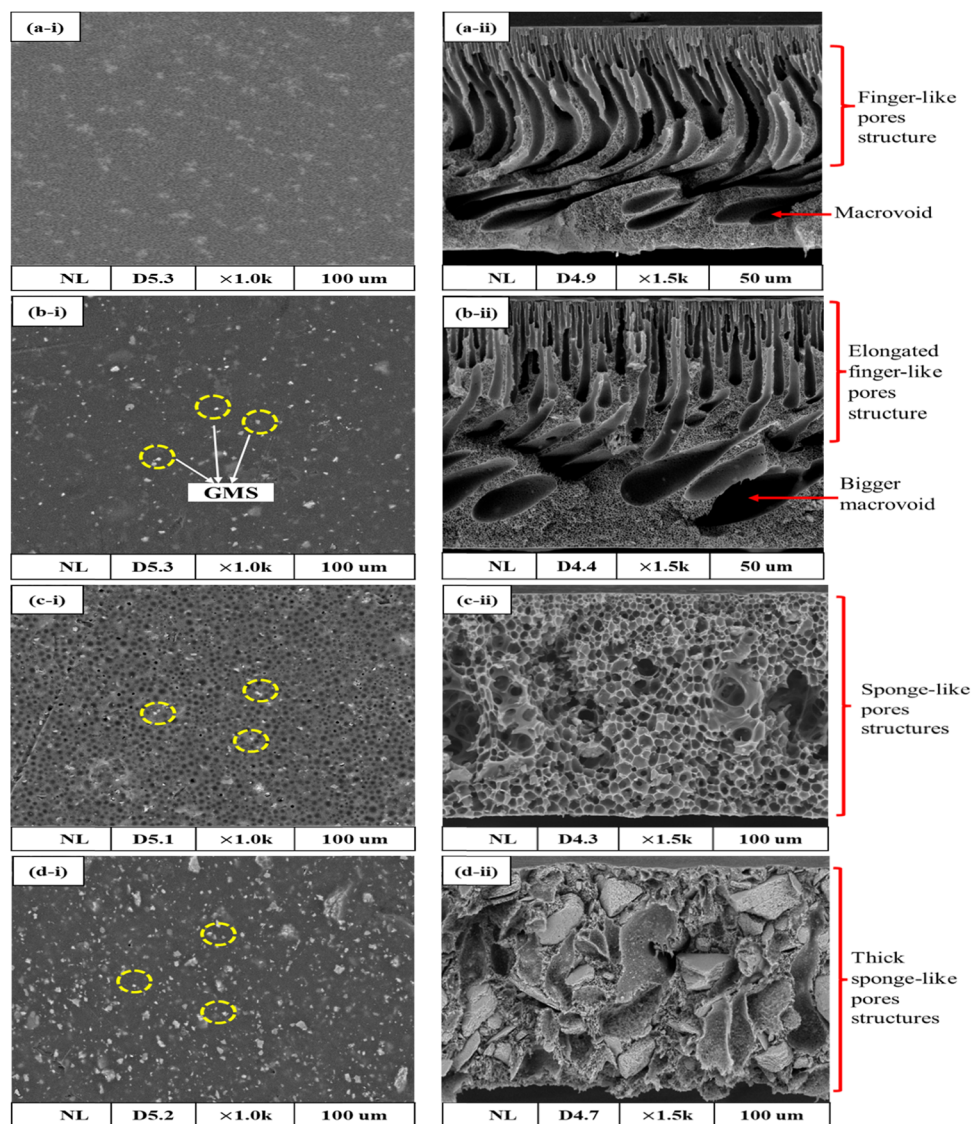 (a-i)
NL D5.3 ×1.0k 100 um
(a-ii)
Finger-like
pores
structure
Macrovoid
NL D4.9 ×1.5k 50 um
(b-i)
GMS
NL D5.3 ×1.0k 100 um
(b-ii)
Elongated
finger-like
pores
structure
Bigger
macrovoid
NL D4.4 ×1.5k 50 um
(c-i)
NL D5.1 ×1.0k 100 um
(c-ii)
Sponge-like
pores
structures
NL D4.3 ×1.5k 100 um
(d-i)
NL D5.2 ×1.0k 100 um
(d-ii)
Thick
sponge-like
pores
structures
NL D4.7 ×1.5k 100 um